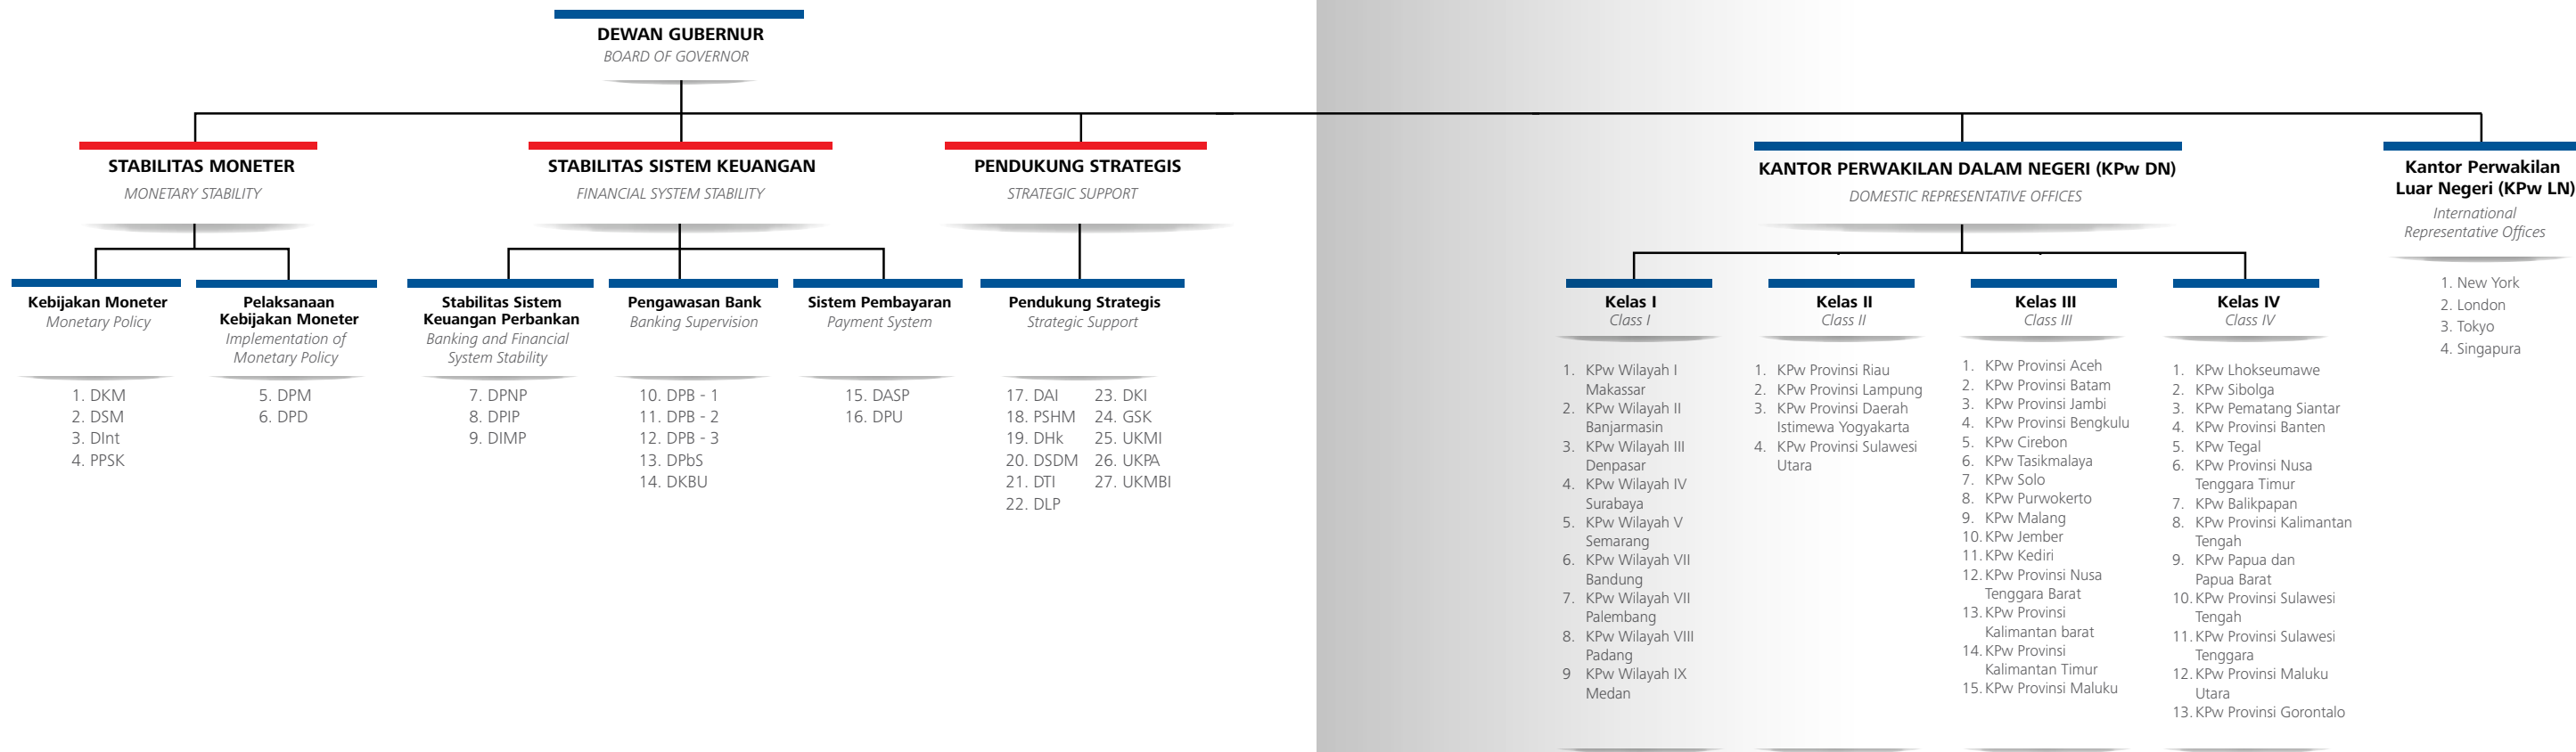 DEWAN GUBERNUR
BOARD OF GOVERNOR
STABILITAS MONETER
MONETARY STABILITY
Kebijakan Moneter
Monetary Policy
1. DKM
2. DSM
3. DInt
4. PPSK
Pelaksanaan
Kebijakan Moneter
Implementation of
Monetary Policy
5. DPM
6. DPD
STABILITAS SISTEM KEUANGAN
FINANCIAL SYSTEM STABILITY
Stabilitas Sistem
Keuangan Perbankan
Banking and Financial
System Stability
7. DPNP
8. DPIP
9. DIMP
Pengawasan Bank
Banking Supervision
10. DPB - 1
11. DPB - 2
12. DPB - 3
13. DPbS
14. DKBU
Sistem Pembayaran
Payment System
15. DASP
16. DPU
PENDUKUNG STRATEGIS
STRATEGIC SUPPORT
Pendukung Strategis
Strategic Support
17. DAI
18. PSHM
19. DHk
20. DSDM
21. DTI
22. DLP
23. DKI
24. GSK
25. UKMI
26. UKPA
27. UKMBI
KANTOR PERWAKILAN DALAM NEGERI (KPw DN)
DOMESTIC REPRESENTATIVE OFFICES
Kelas I
Class I
1. KPw Wilayah I
Makassar
2. KPw Wilayah II
Banjarmasin
3. KPw Wilayah III
Denpasar
4. KPw Wilayah IV
Surabaya
5. KPw Wilayah V
Semarang
6. KPw Wilayah VII
Bandung
7. KPw Wilayah VII
Palembang
8. KPw Wilayah VIII
Padang
9 KPw Wilayah IX
Medan
Kelas II
Class II
1. KPw Provinsi Riau
2. KPw Provinsi Lampung
3. KPw Provinsi Daerah
Istimewa Yogyakarta
4. KPw Provinsi Sulawesi
Utara
Kelas III
Class III
1. KPw Provinsi Aceh
2. KPw Provinsi Batam
3. KPw Provinsi Jambi
4. KPw Provinsi Bengkulu
5. KPw Cirebon
6. KPw Tasikmalaya
7. KPw Solo
8. KPw Purwokerto
9. KPw Malang
10. KPw Jember
11. KPw Kediri
12. KPw Provinsi Nusa
Tenggara Barat
13. KPw Provinsi
Kalimantan barat
14. KPw Provinsi
Kalimantan Timur
15. KPw Provinsi Maluku
Kelas IV
Class IV
1. KPw Lhokseumawe
2. KPw Sibolga
3. KPw Pematang Siantar
4. KPw Provinsi Banten
5. KPw Tegal
6. KPw Provinsi Nusa
Tenggara Timur
7. KPw Balikpapan
8. KPw Provinsi Kalimantan
Tengah
9. KPw Papua dan
Papua Barat
10. KPw Provinsi Sulawesi
Tengah
11. KPw Provinsi Sulawesi
Tenggara
12. KPw Provinsi Maluku
Utara
13. KPw Provinsi Gorontalo
Kantor Perwakilan
Luar Negeri (KPw LN)
International
Representative Offices
1. New York
2. London
3. Tokyo
4. Singapura